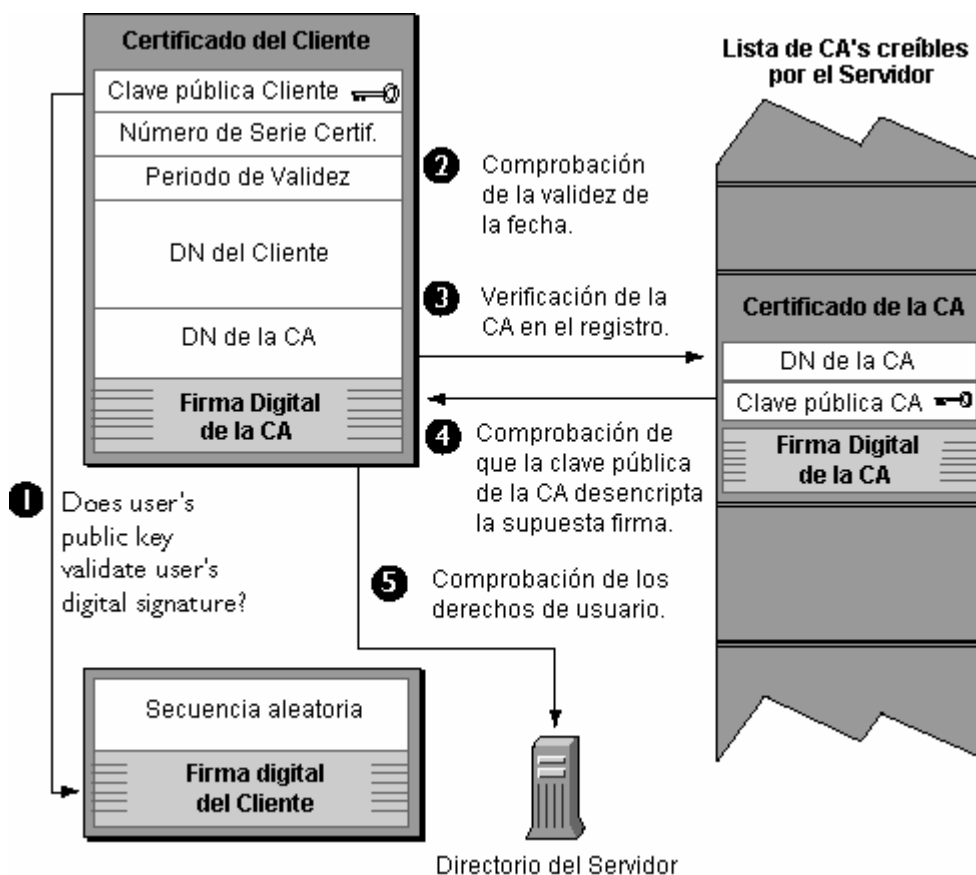 Certificado del Cliente
Clave pública Cliente
Número de Serie Certif.
Periodo de Validez
DN del Cliente
DN de la CA
Firma Digital
de la CA
1 Does user's
public key
validate user's
digital signature?
Secuencia aleatoria
Firma digital
del Cliente
2 Comprobación
de la validez de
la fecha.
3 Verificación de la
CA en el registro.
4 Comprobación de
que la clave pública
de la CA desencripta
la supuesta firma.
5 Comprobación de los
derechos de usuario.
Directorio del Servidor
Lista de CA's creíbles
por el Servidor
Certificado de la CA
DN de la CA
Clave pública CA
Firma Digital
de la CA